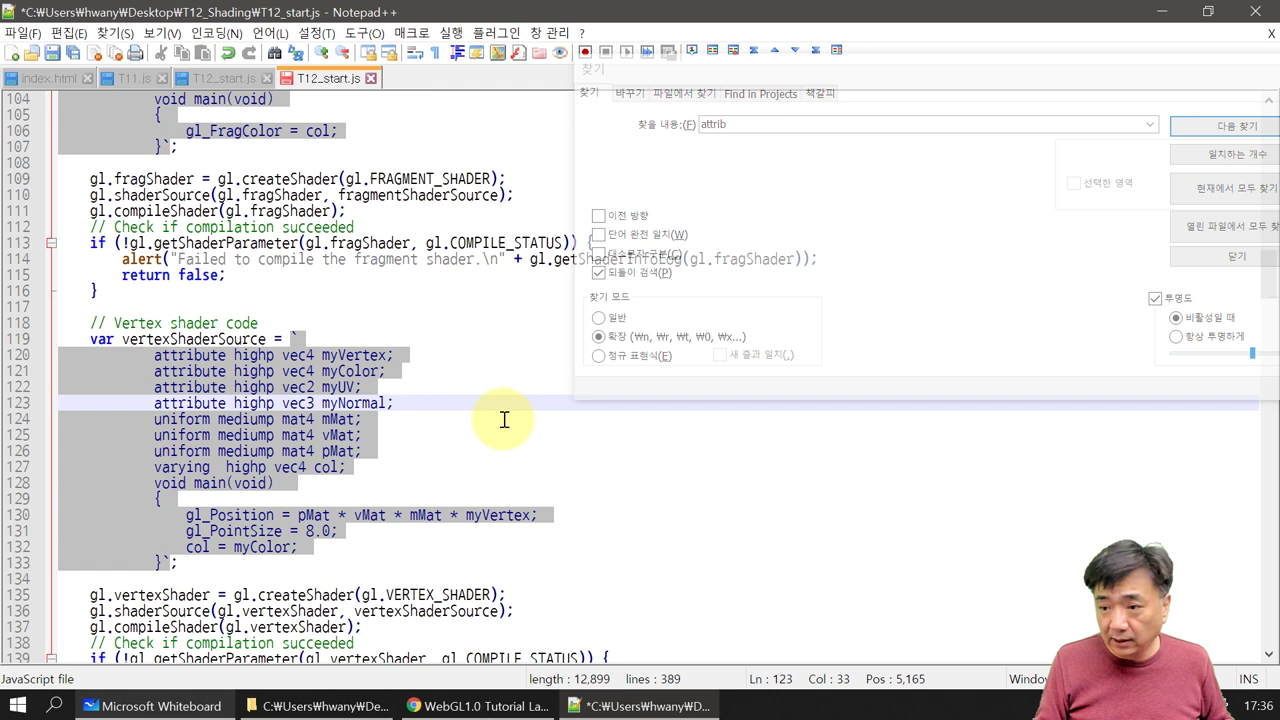 *C:₩Users₩hwany₩Desktop₩T12_Shading₩T12_start.js - Notepad++
파일(F) 편집(E) 찾기(S) 보기(V) 인코딩(N) 언어(L) 설정(T) 도구(O) 매크로 실행 플러그인 창 관리 ? X
index.html T11.js T12_start.js T12_start.js
찾기
찾기 바꾸기 파일에서 찾기 Find in Projects 책갈피
찾을 내용:(F) attrib 다음 찾기
일치하는 개수
선택한 영역 현재에서 모두 찾기
이전 방향
단어 완전 일치(W) 열린 파일에서 모두 찾
대소문자 구분(C) 닫기
되돌이 검색(P)
찾기 모드 투명도
일반 비활성일 때
확장 (₩n, ₩r, ₩t, ₩0, ₩x...) 항상 투명하게
정규 표현식(E) 새 줄과 일치(.)
104 void main(void)
105 {
106 gl_FragColor = col;
107 }`;
108
109 gl.fragShader = gl.createShader(gl.FRAGMENT_SHADER);
110 gl.shaderSource(gl.fragShader, fragmentShaderSource);
111 gl.compileShader(gl.fragShader);
112 // Check if compilation succeeded
113 if (!gl.getShaderParameter(gl.fragShader, gl.COMPILE_STATUS)) {
114 alert("Failed to compile the fragment shader.\n" + gl.getShaderInfoLog(gl.fragShader));
115 return false;
116 }
117
118 // Vertex shader code
119 var vertexShaderSource = `
120 attribute highp vec4 myVertex;
121 attribute highp vec4 myColor;
122 attribute highp vec2 myUV;
123 attribute highp vec3 myNormal;
124 uniform mediump mat4 mMat;
125 uniform mediump mat4 vMat;
126 uniform mediump mat4 pMat;
127 varying  highp vec4 col;
128 void main(void)
129 {
130 gl_Position = pMat * vMat * mMat * myVertex;
131 gl_PointSize = 8.0;
132 col = myColor;
133 }`;
134
135 gl.vertexShader = gl.createShader(gl.VERTEX_SHADER);
136 gl.shaderSource(gl.vertexShader, vertexShaderSource);
137 gl.compileShader(gl.vertexShader);
138 // Check if compilation succeeded
139 if (!gl.getShaderParameter(gl.vertexShader, gl.COMPILE_STATUS)) {
JavaScript file length : 12,899 lines : 389 Ln : 123 Col : 33 Pos : 5,165 INS
Microsoft Whiteboard C:₩Users₩hwany₩De... WebGL1.0 Tutorial La... *C:₩Users₩hwany₩D... 17:36